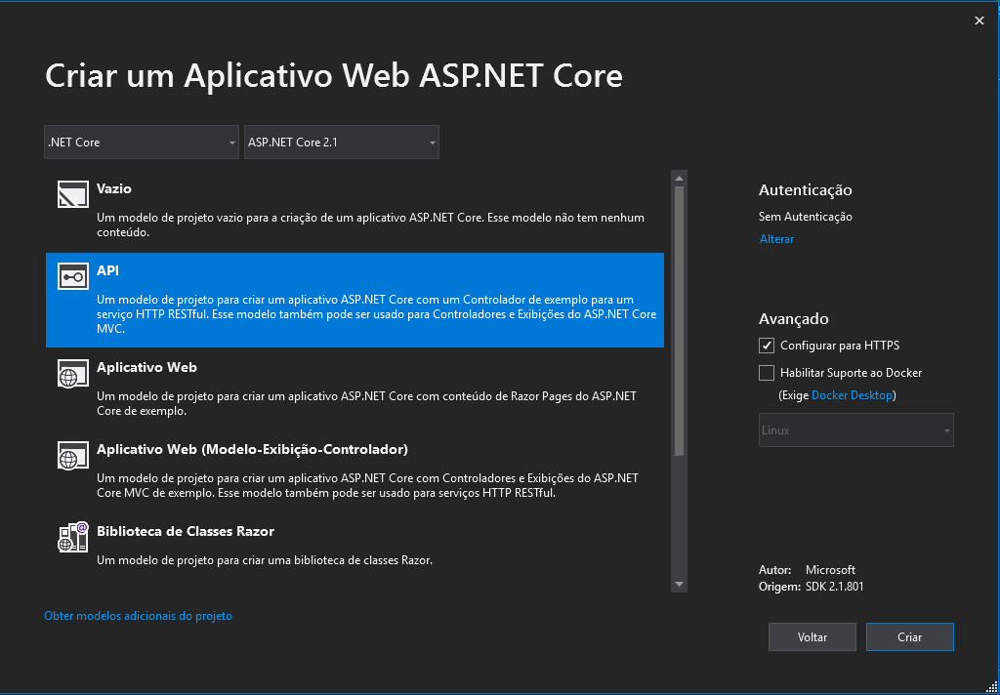 Criar um Aplicativo Web ASP.NET Core
.NET Core
ASP.NET Core 2.1
Vazio
Um modelo de projeto vazio para a criação de um aplicativo ASP.NET Core. Esse modelo não tem nenhum
conteúdo.
API
Um modelo de projeto para criar um aplicativo ASP.NET Core com um Controlador de exemplo para um
serviço HTTP RESTful. Esse modelo também pode ser usado para Controladores e Exibições do ASP.NET Core
MVC.
Aplicativo Web
Um modelo de projeto para criar um aplicativo ASP.NET Core com conteúdo de Razor Pages do ASP.NET
Core de exemplo.
Aplicativo Web (Modelo-Exibição-Controlador)
Um modelo de projeto para criar um aplicativo ASP.NET Core com Controladores e Exibições do ASP.NET
Core MVC de exemplo. Esse modelo também pode ser usado para serviços HTTP RESTful.
Biblioteca de Classes Razor
Um modelo de projeto para criar uma biblioteca de classes Razor.
Obter modelos adicionais do projeto
Autenticação
Sem Autenticação
Alterar
Avançado
Configurar para HTTPS
Habilitar Suporte ao Docker
(Exige Docker Desktop)
Linux
Autor: Microsoft
Origem: SDK 2.1.801
Voltar
Criar